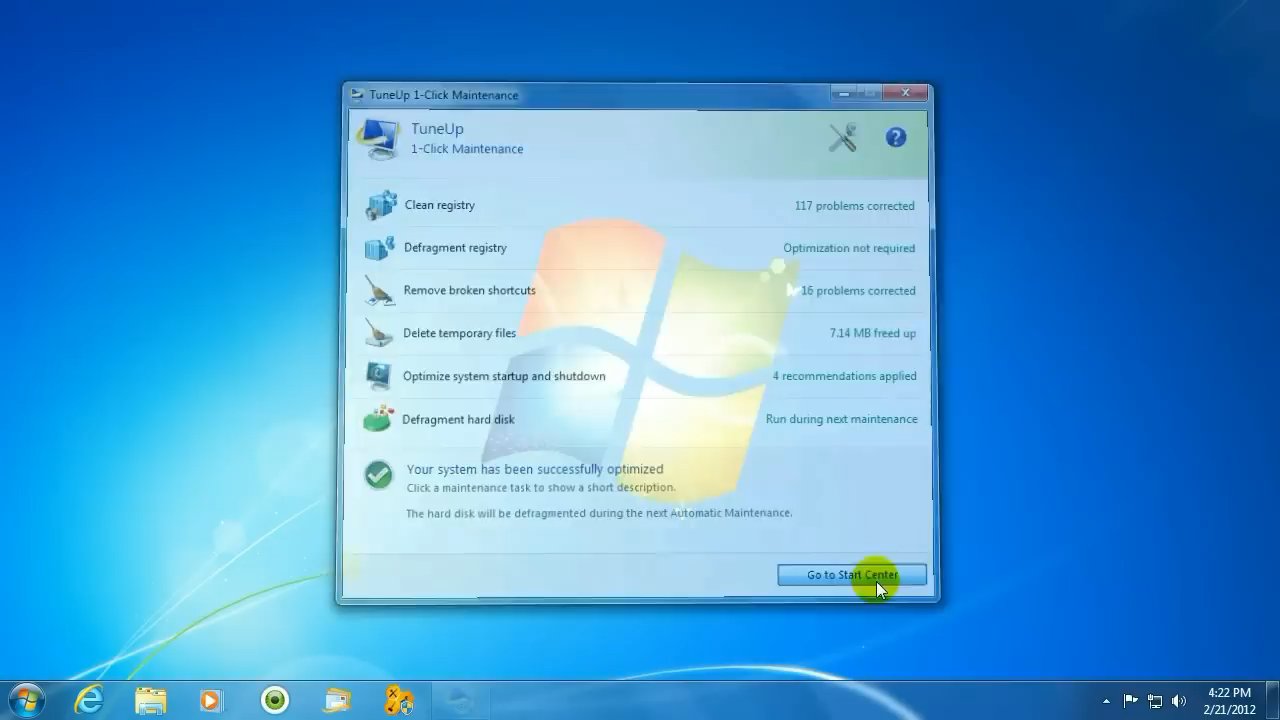 TuneUp 1-Click Maintenance
TuneUp
1-Click Maintenance
Clean registry 117 problems corrected
Defragment registry Optimization not required
Remove broken shortcuts 16 problems corrected
Delete temporary files 7.14 MB freed up
Optimize system startup and shutdown 4 recommendations applied
Defragment hard disk Run during next maintenance
Your system has been successfully optimized
Click a maintenance task to show a short description.
The hard disk will be defragmented during the next Automatic Maintenance.
Go to Start Center
4:22 PM
2/21/2012